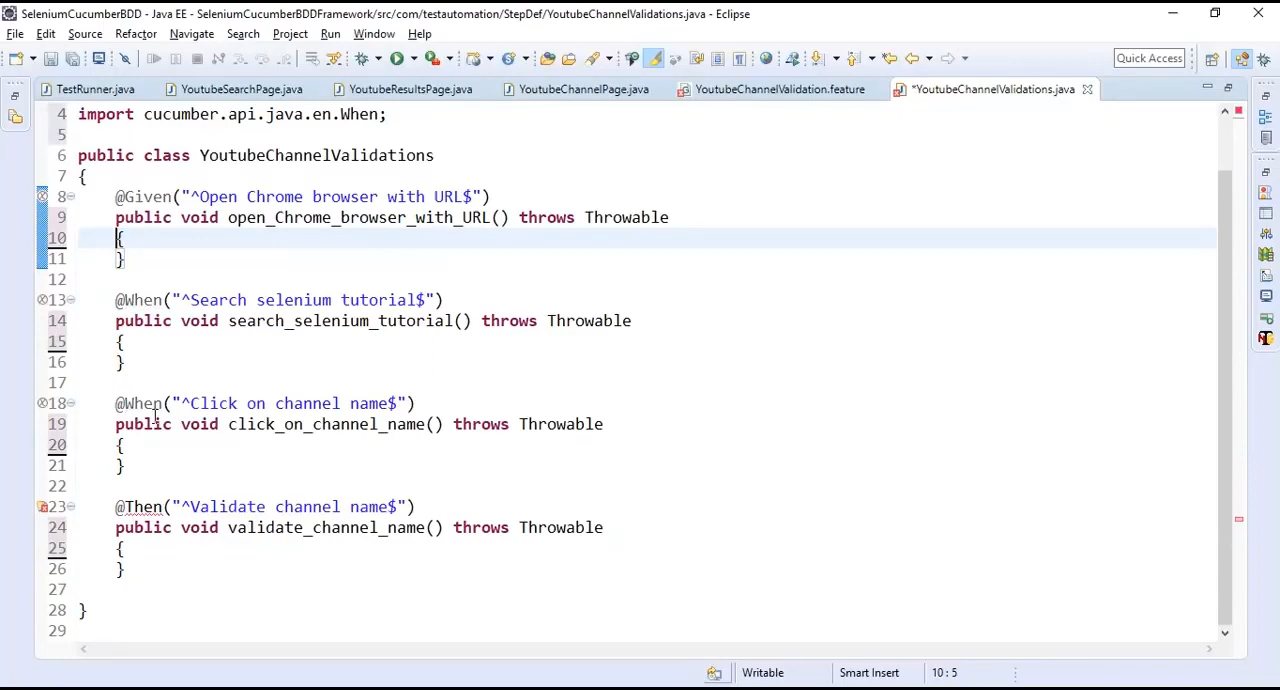 SeleniumCucumberBDD - Java EE - SeleniumCucumberBDDFramework/src/com/testautomation/StepDef/YoutubeChannelValidations.java - Eclipse
File Edit Source Refactor Navigate Search Project Run Window Help
Quick Access
TestRunner.java YoutubeSearchPage.java YoutubeResultsPage.java YoutubeChannelPage.java YoutubeChannelValidation.feature *YoutubeChannelValidations.java
4 import cucumber.api.java.en.When;
5
6 public class YoutubeChannelValidations
7 {
8 @Given("^Open Chrome browser with URL$")
9 public void open_Chrome_browser_with_URL() throws Throwable
10 {
11 }
12
13 @When("^Search selenium tutorial$")
14 public void search_selenium_tutorial() throws Throwable
15 {
16 }
17
18 @When("^Click on channel name$")
19 public void click_on_channel_name() throws Throwable
20 {
21 }
22
23 @Then("^Validate channel name$")
24 public void validate_channel_name() throws Throwable
25 {
26 }
27
28 }
29
Writable Smart Insert 10 : 5